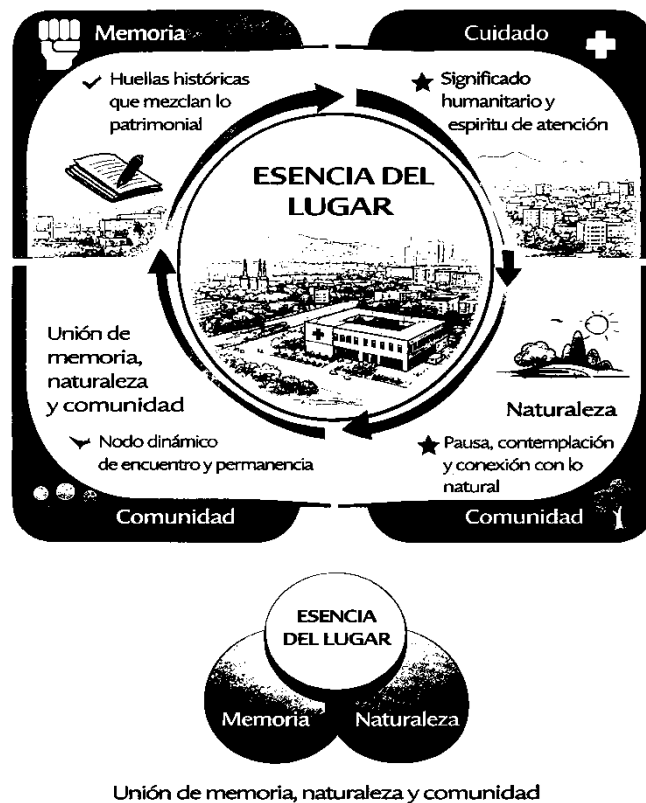 Memoria
Huellas históricas
que mezclan lo
patrimonial
Cuidado
Significado
humanitario y
espiritu de atención
ESENCIA DEL
LUGAR
Unión de
memoria,
naturaleza
y comunidad
Nodo dinámico
de encuentro y permanencia
Comunidad
Naturaleza
Pausa, contemplación
y conexión con lo
natural
Comunidad
ESENCIA
DEL LUGAR
Memoria
Naturaleza
Unión de memoria, naturaleza y comunidad